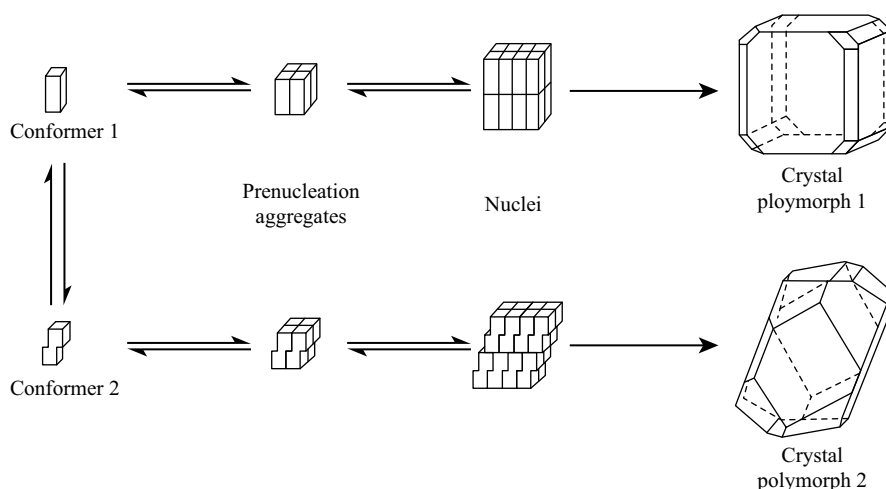 Conformer 1
Prenucleation
aggregates
Nuclei
Crystal
ploymorph 1
Conformer 2
Crystal
polymorph 2